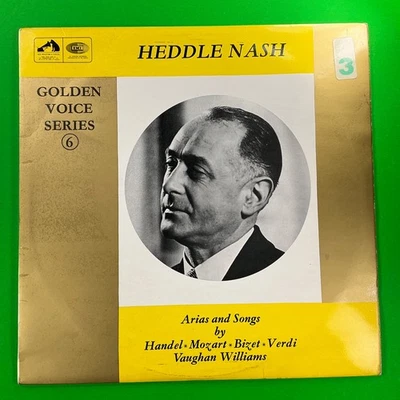 HEDDLE NASH
3
GOLDEN
VOICE
SERIES
6
Arias and Songs
by
Handel • Mozart • Bizet • Verdi
Vaughan Williams